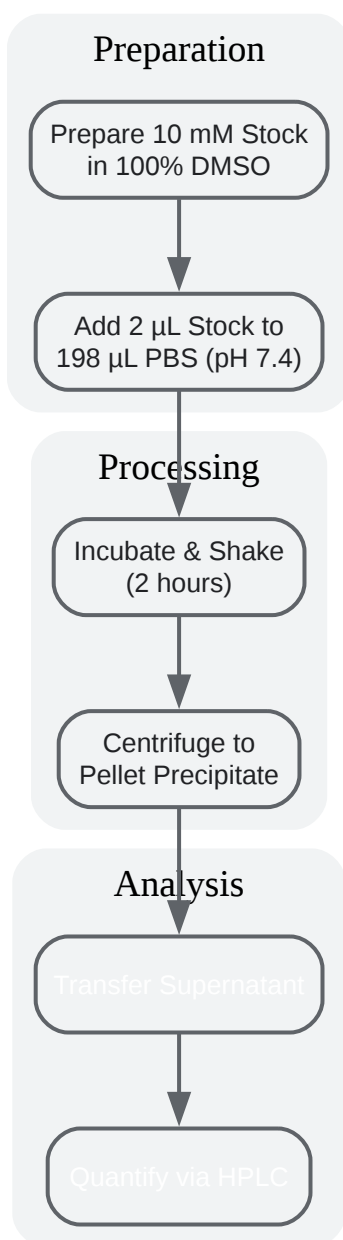 Preparation
Prepare 10 mM Stock
in 100% DMSO
Add 2 µL Stock to
198 µL PBS (pH 7.4)
Processing
Incubate & Shake
(2 hours)
Centrifuge to
Pellet Precipitate
Analysis
Transfer Supernatant
Quantify via HPLC